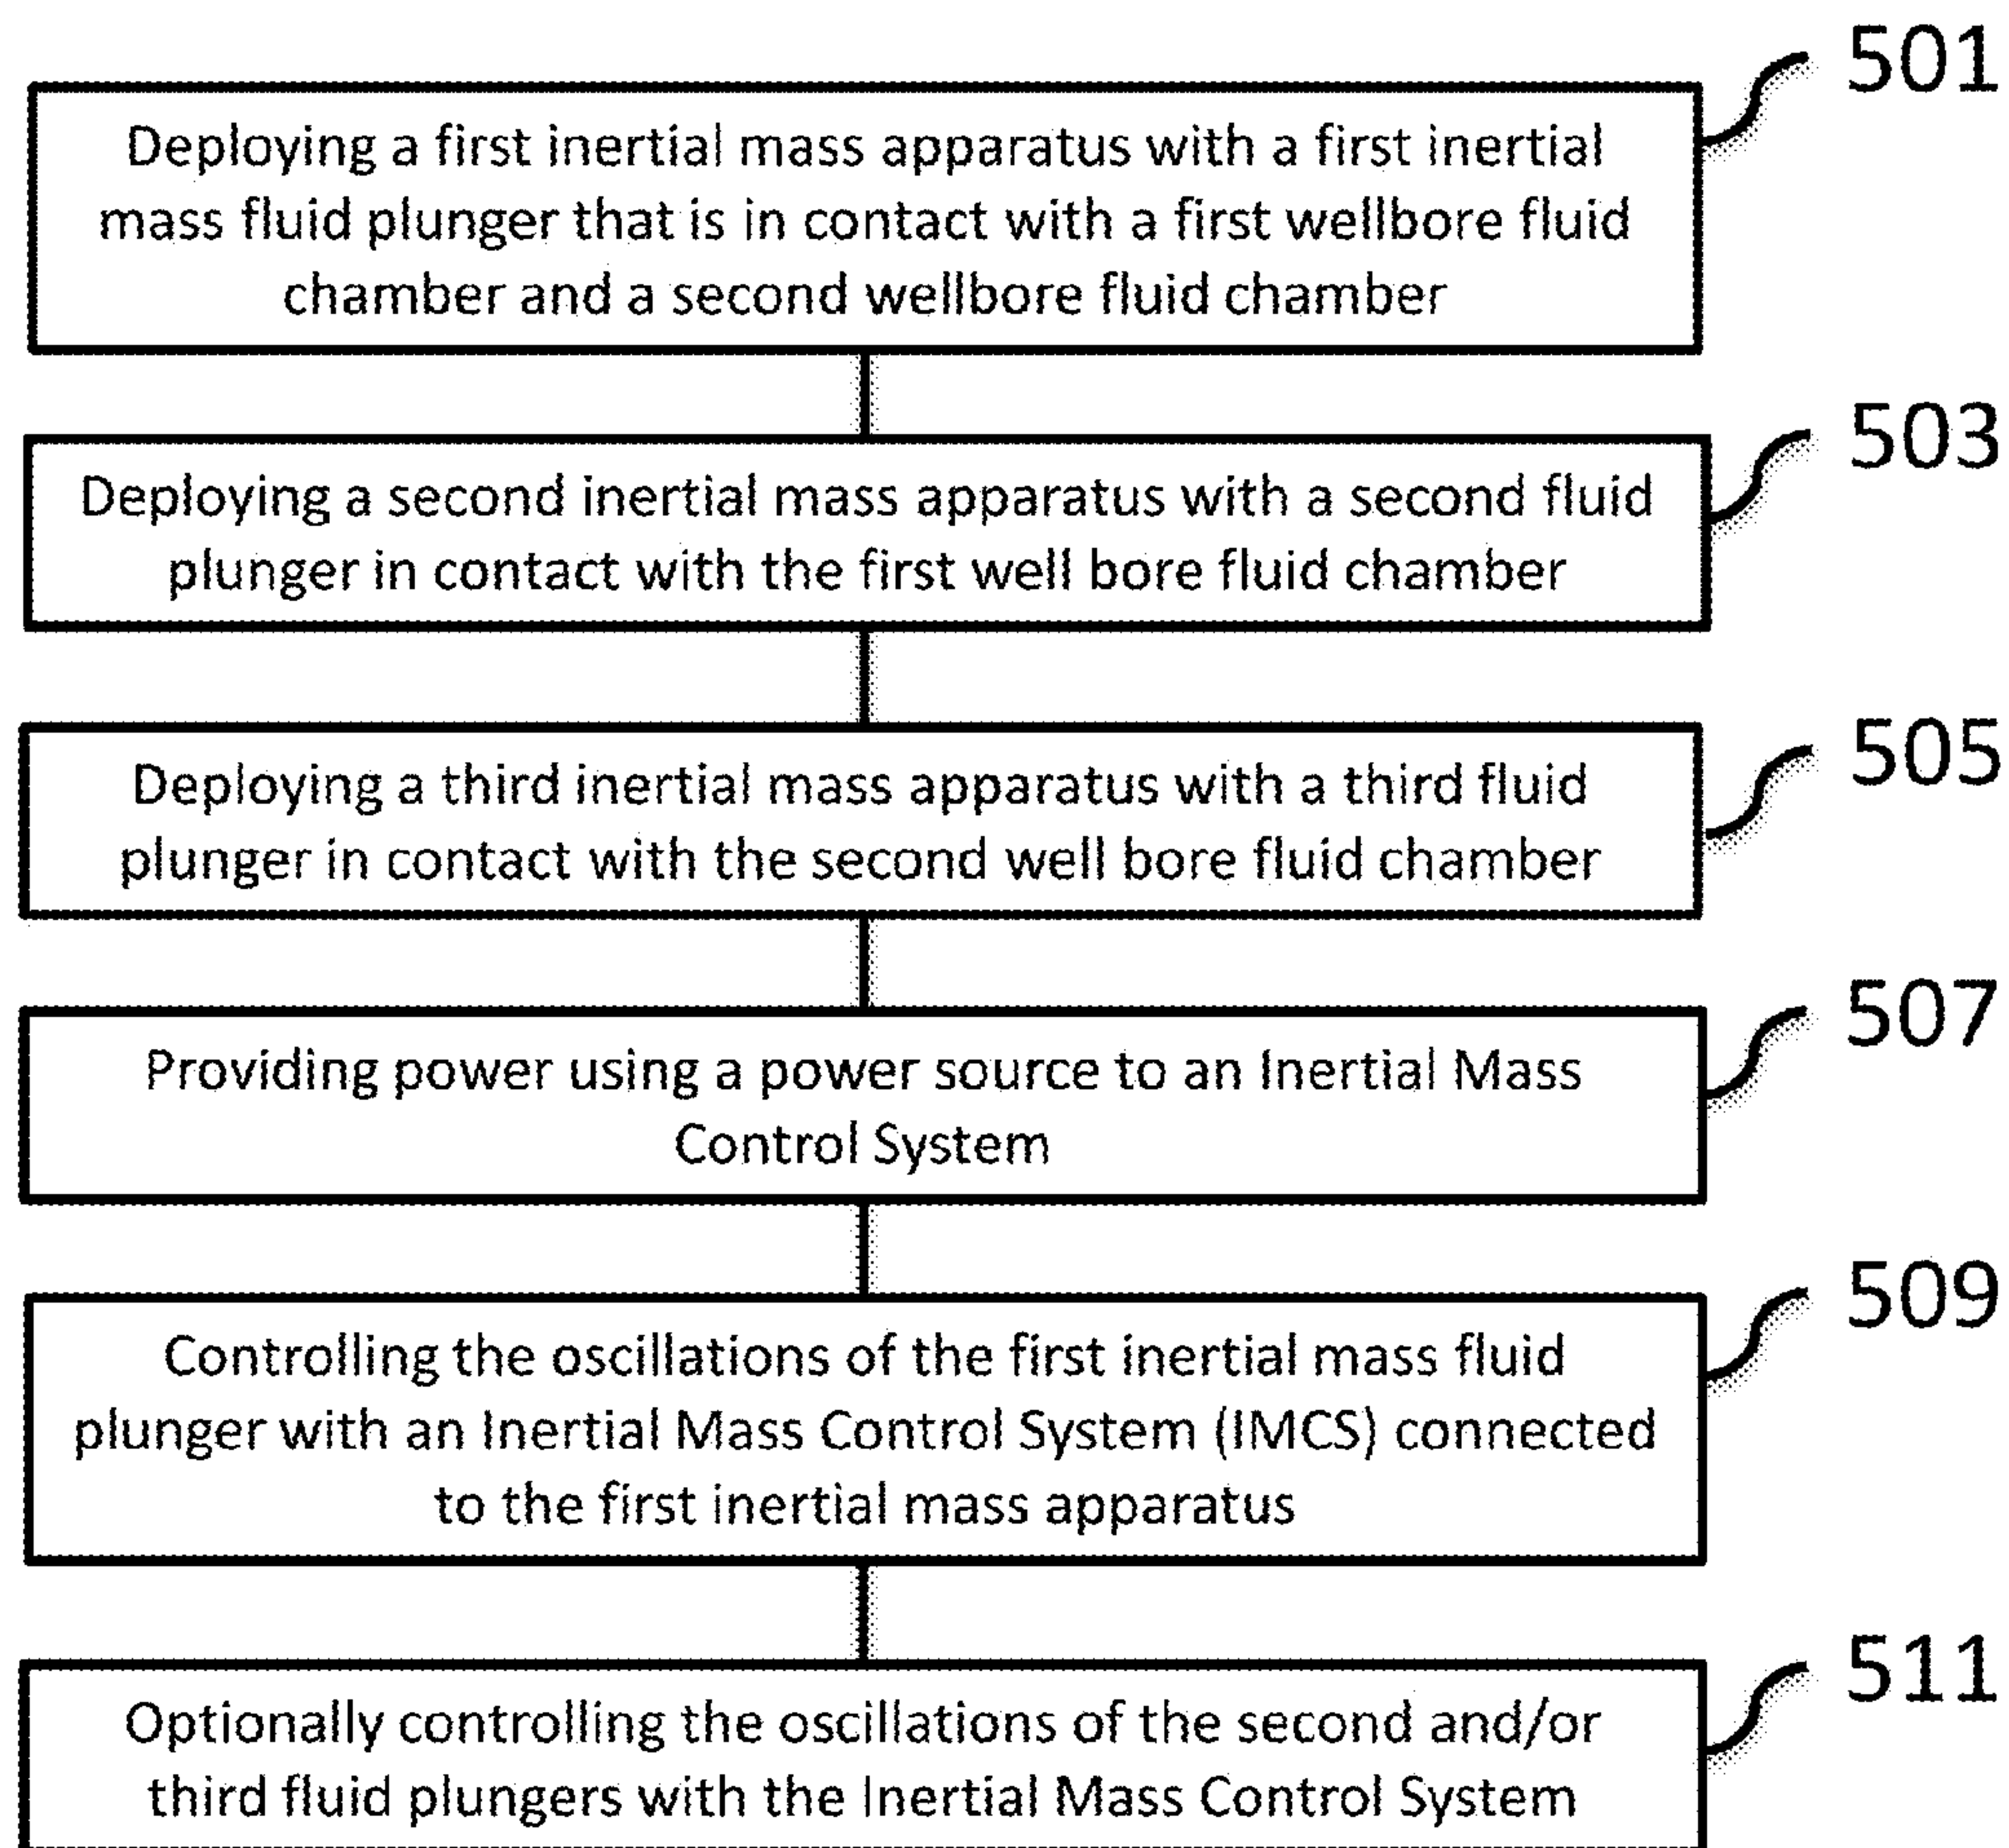 501
Deploying a first inertial mass apparatus with a first inertial
mass fluid plunger that is in contact with a first wellbore fluid
chamber and a second wellbore fluid chamber
503
Deploying a second inertial mass apparatus with a second fluid
plunger in contact with the first well bore fluid chamber
505
Deploying a third inertial mass apparatus with a third fluid
plunger in contact with the second well bore fluid chamber
507
Providing power using a power source to an Inertial Mass
Control System
509
Controlling the oscillations of the first inertial mass fluid
plunger with an Inertial Mass Control System (IMCS) connected
to the first inertial mass apparatus
511
Optionally controlling the oscillations of the second and/or
third fluid plungers with the Inertial Mass Control System